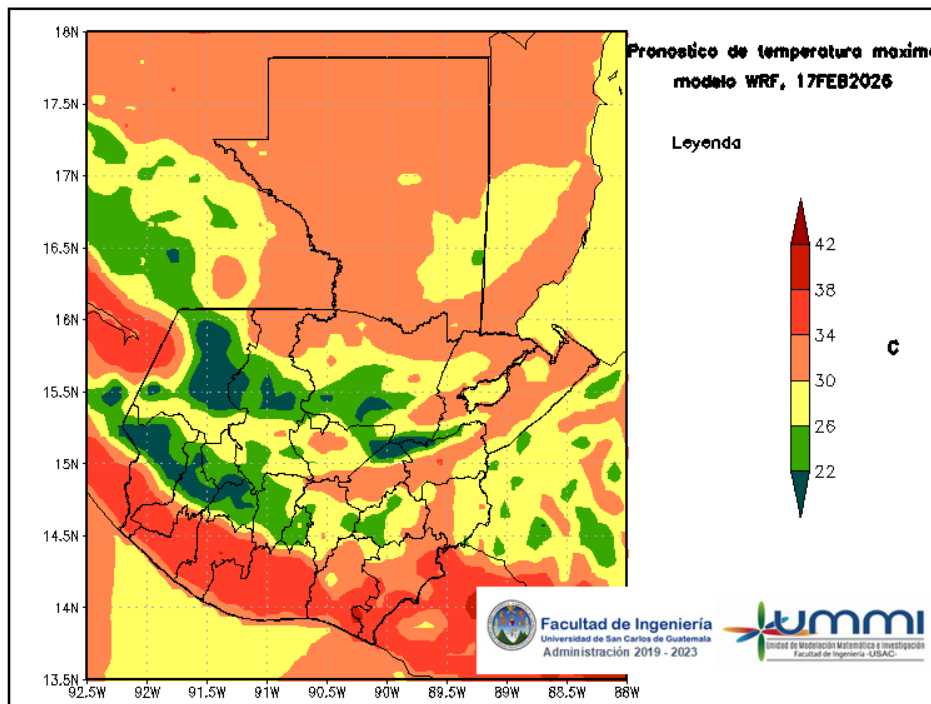 Pronostico de temperatura maxima
modelo WRF, 17FEB2026
Leyenda
42
38
34
30
26
22
C
18N
17.5N
17N
16.5N
16N
15.5N
15N
14.5N
14N
13.5N
92.5W
92W
91.5W
91W
90.5W
90W
89.5W
89W
88.5W
88W
Facultad de Ingeniería
Universidad de San Carlos de Guatemala
Administración 2019 - 2023
ummi
Unidad de Modelación Matemática e Investigación
Facultad de Ingeniería -USAC-